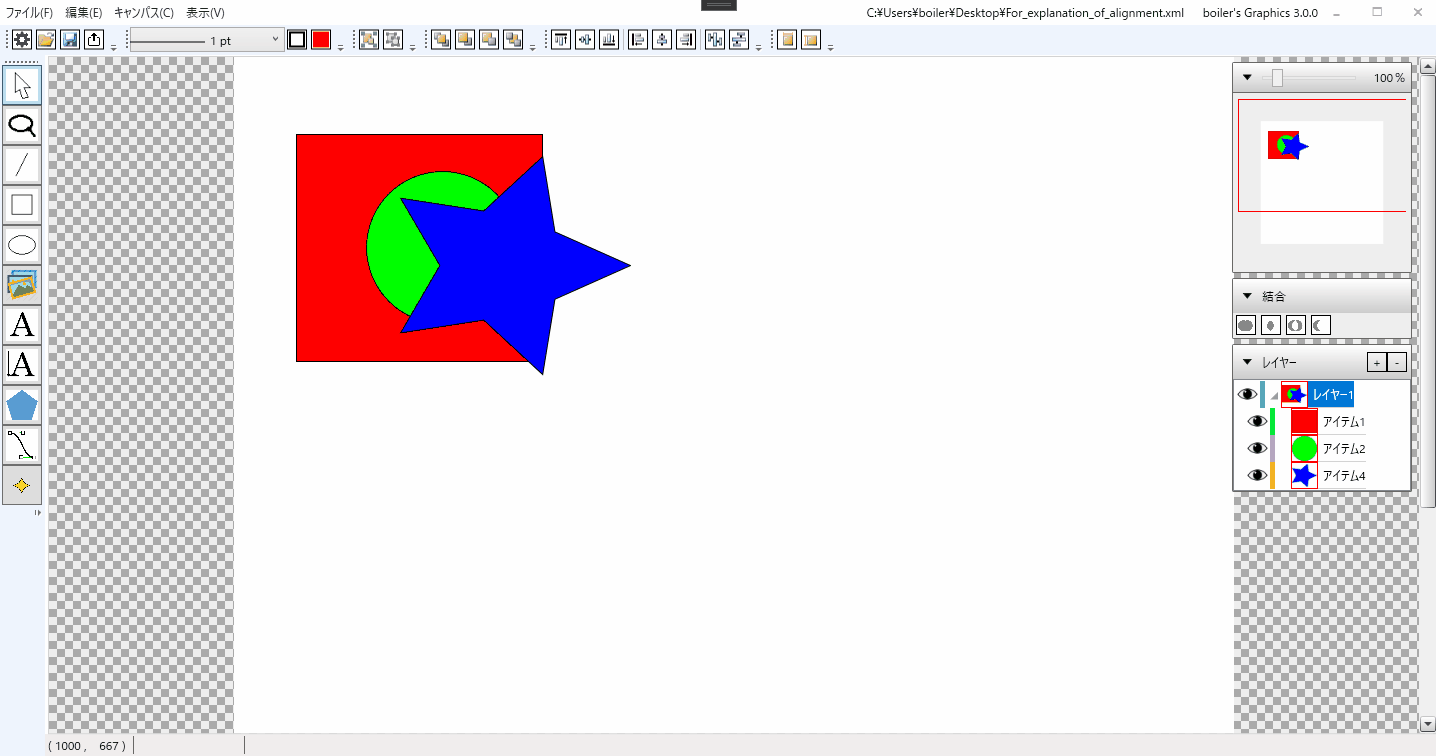 ファイル(F) 編集(E) キャンパス(C) 表示(V) C:¥Users¥boiler¥Desktop¥For_explanation_of_alignment.xml boiler's Graphics 3.0.0
1 pt
100 %
A
A
結合
レイヤー + -
レイヤー1
アイテム1
アイテム2
アイテム4
( 1000 , 667 )